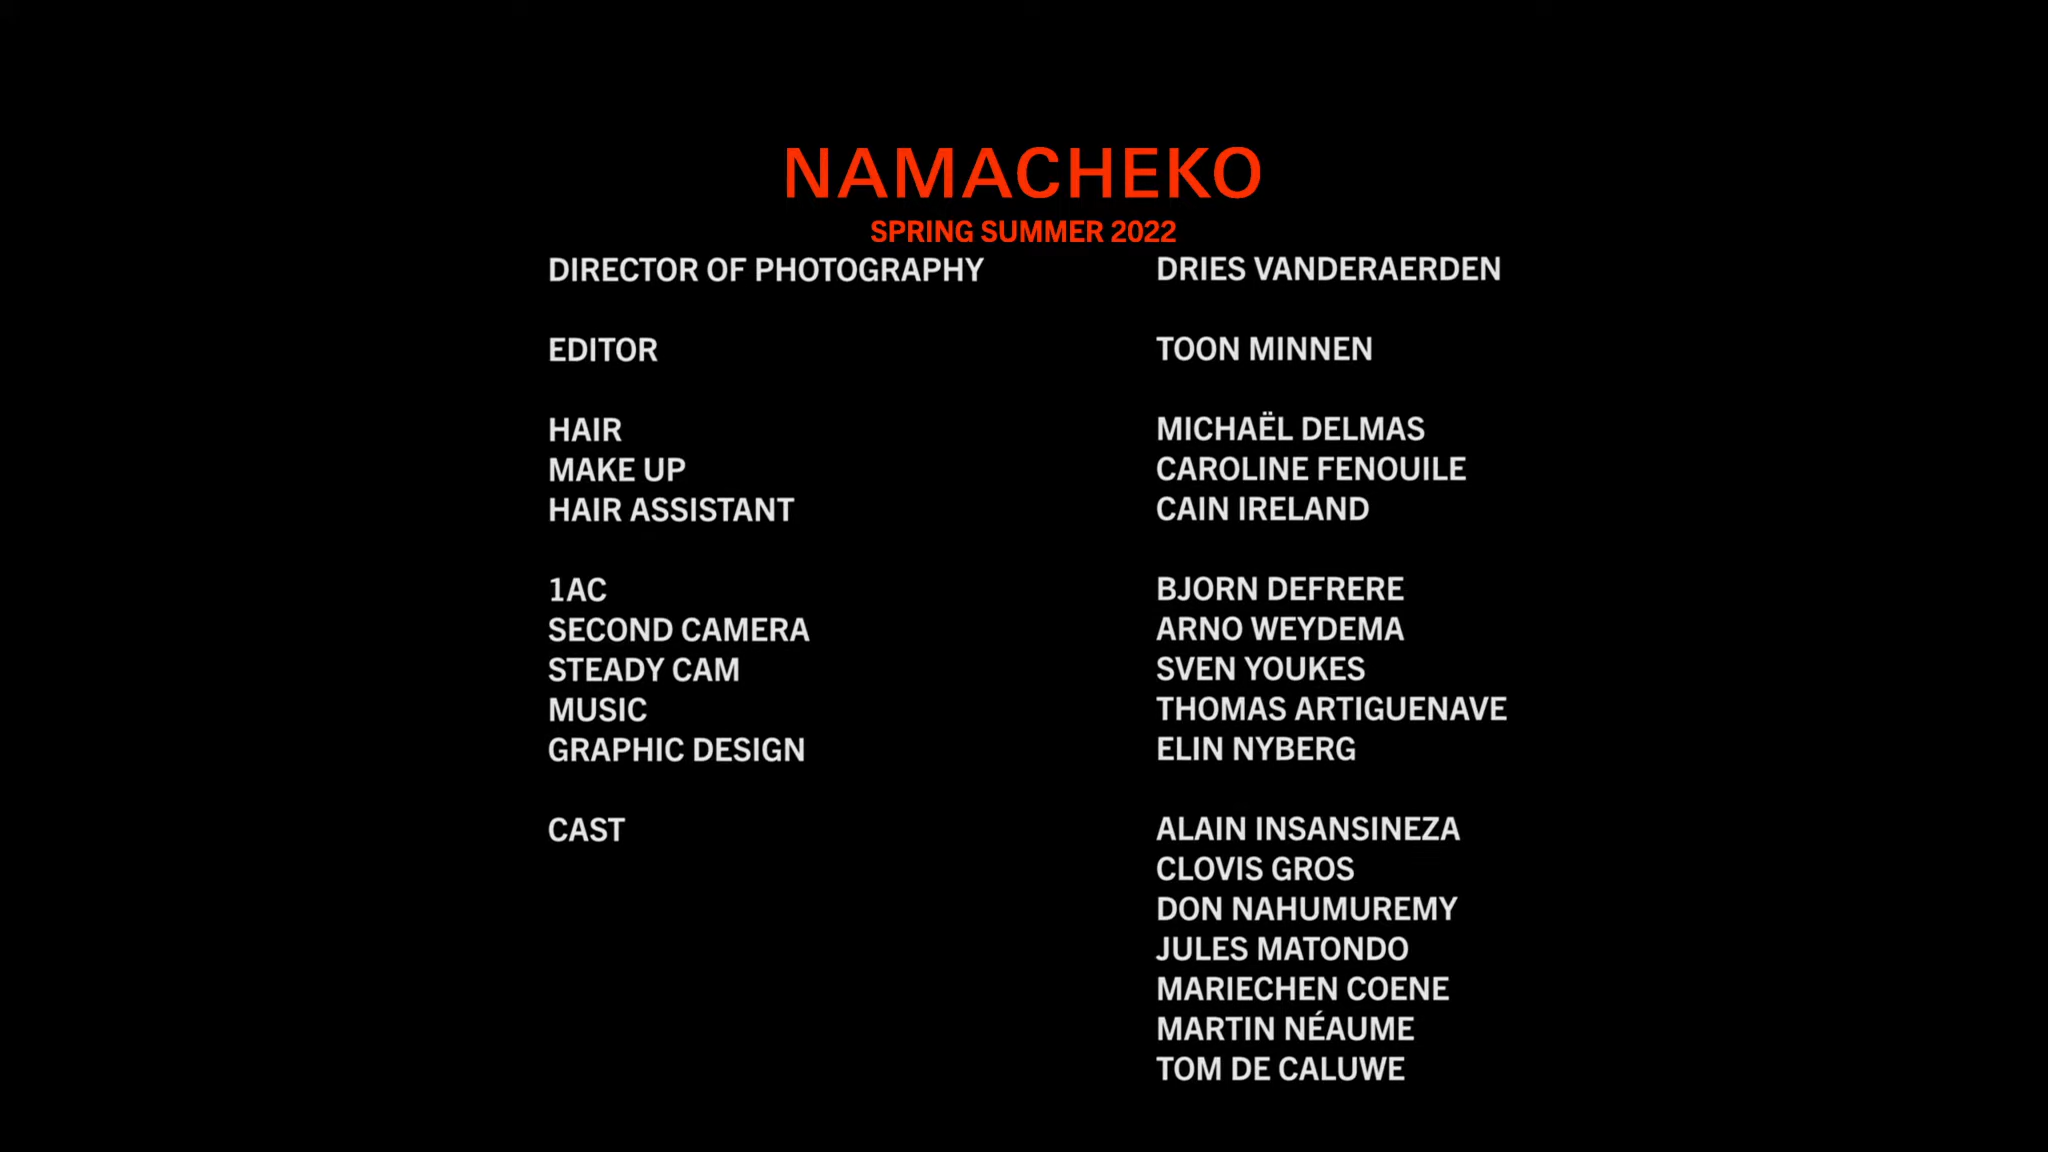 NAMACHEKO
SPRING SUMMER 2022
DIRECTOR OF PHOTOGRAPHY DRIES VANDERAERDEN
EDITOR TOON MINNEN
HAIR MICHAËL DELMAS
MAKE UP CAROLINE FENOUILE
HAIR ASSISTANT CAIN IRELAND
1AC BJORN DEFRERE
SECOND CAMERA ARNO WEYDEMA
STEADY CAM SVEN YOUKES
MUSIC THOMAS ARTIGUENAVE
GRAPHIC DESIGN ELIN NYBERG
CAST ALAIN INSANSINEZA
CLOVIS GROS
DON NAHUMUREMY
JULES MATONDO
MARIECHEN COENE
MARTIN NÉAUME
TOM DE CALUWE